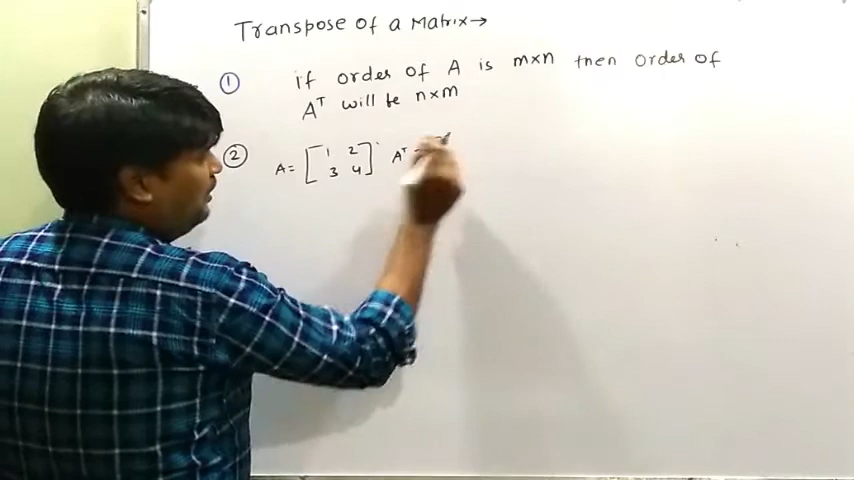 Transpose of a Matrix→
① if order of A is m×n then order of
Aᵀ will be n×m
② A= [ 1 2 Aᵀ
3 4 ]